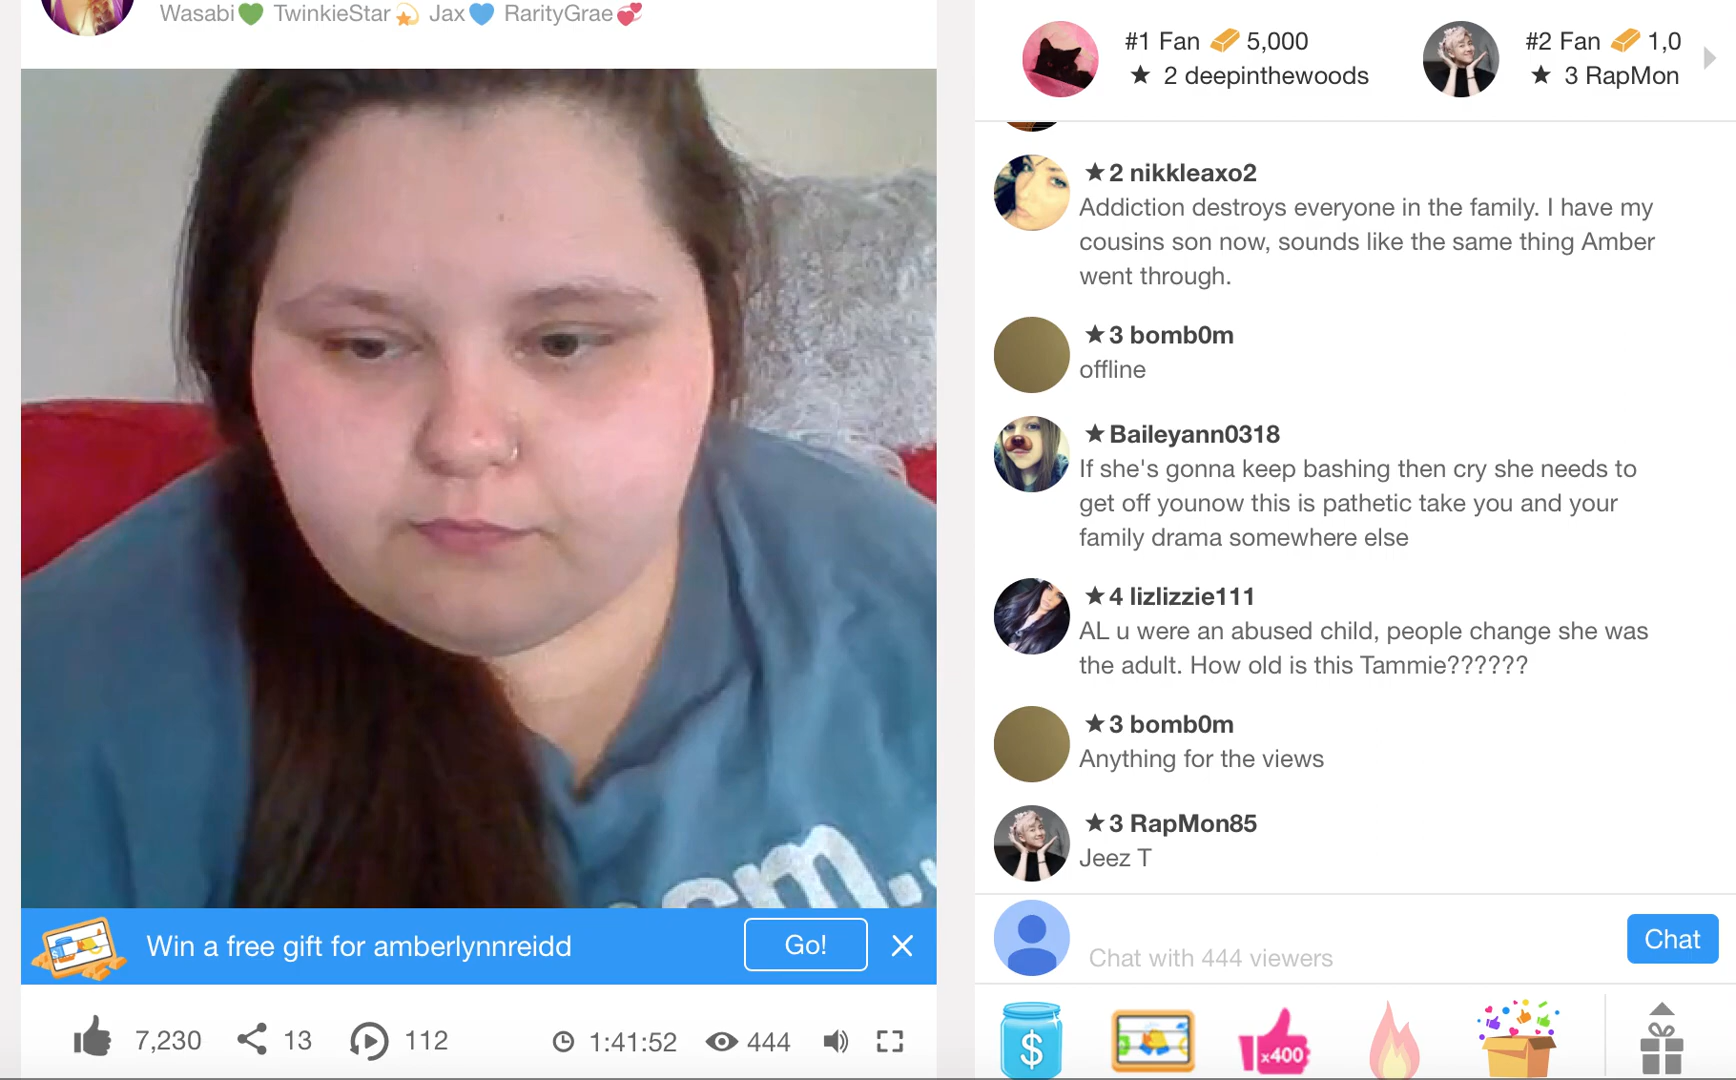 Wasabi💚 TwinkieStar💫 Jax💙 RarityGrae💞
#1 Fan 5,000
★ 2 deepinthewoods
#2 Fan 1,0
★ 3 RapMon
★2 nikkleaxo2
Addiction destroys everyone in the family. I have my
cousins son now, sounds like the same thing Amber
went through.
★3 bomb0m
offline
★Baileyann0318
If she's gonna keep bashing then cry she needs to
get off younow this is pathetic take you and your
family drama somewhere else
★4 lizlizzie111
AL u were an abused child, people change she was
the adult. How old is this Tammie??????
★3 bomb0m
Anything for the views
★3 RapMon85
Jeez T
sm.
Win a free gift for amberlynnreidd
Go!
Chat with 444 viewers
Chat
7,230
13
112
1:41:52
444
$
x400